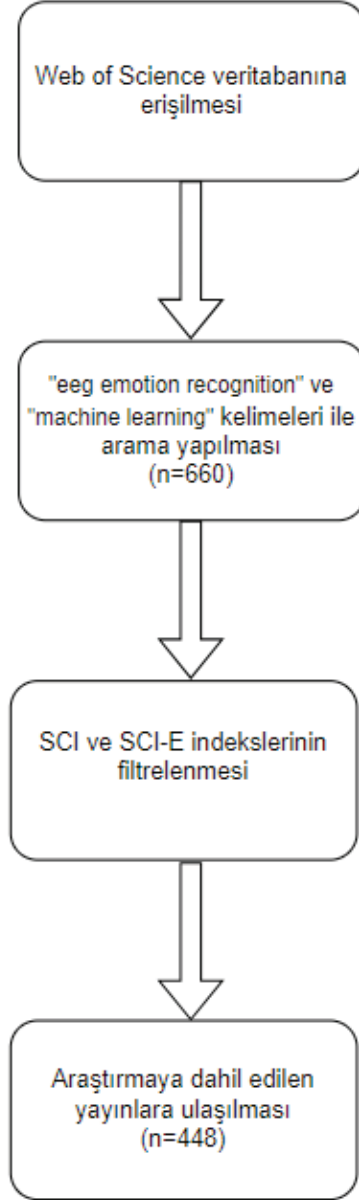 Web of Science veritabanına
erişilmesi
"eeg emotion recognition" ve
"machine learning" kelimeleri ile
arama yapılması
(n=660)
SCI ve SCI-E indekslerinin
filtrelenmesi
Araştırmaya dahil edilen
yayınlara ulaşılması
(n=448)